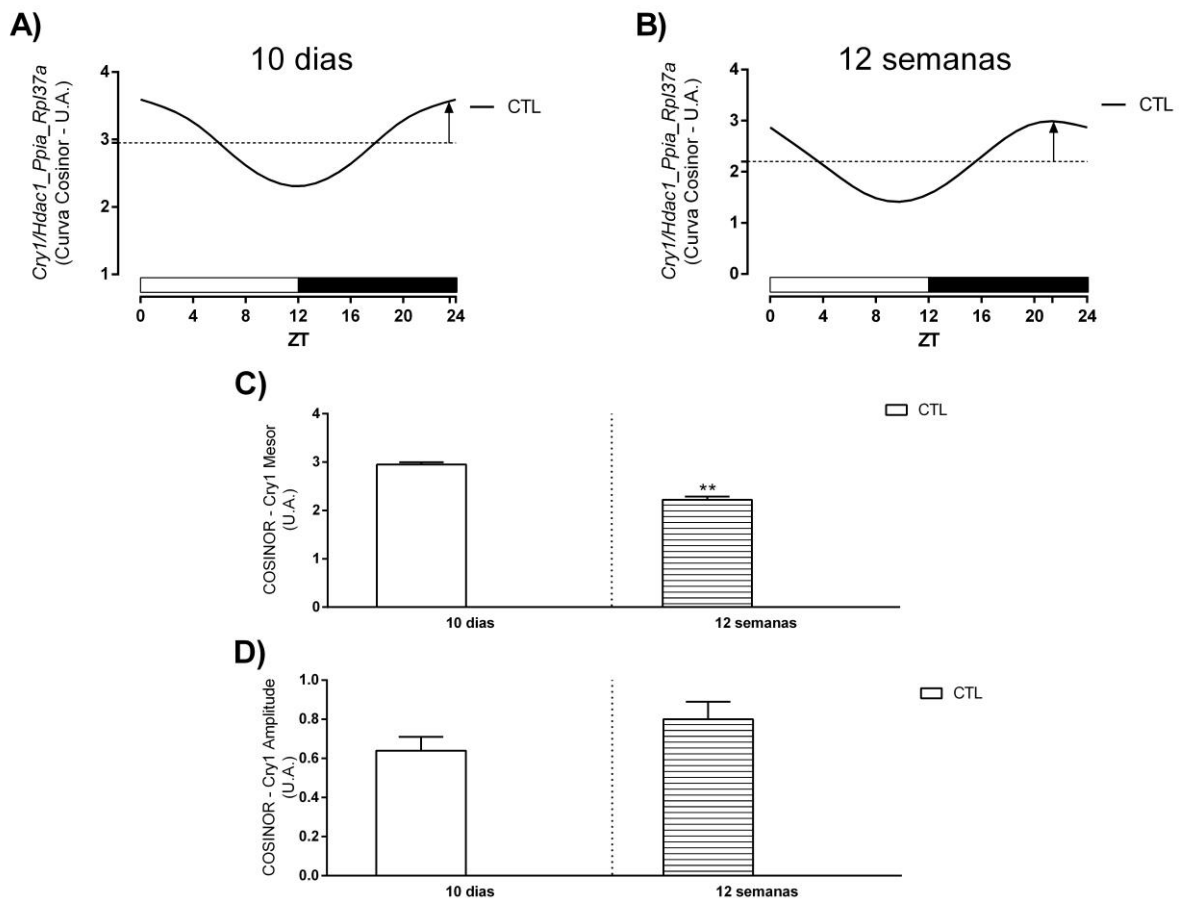 A)
10 dias
Cry1/Hdac1_Ppia_Rpl37a
(Curva Cosinor - U.A.)
4
3
2
1
CTL
0 4 8 12 16 20 24
ZT
B)
12 semanas
Cry1/Hdac1_Ppia_Rpl37a
(Curva Cosinor - U.A.)
4
3
2
1
0
CTL
0 4 8 12 16 20 24
ZT
C)
COSINOR - Cry1 Mesor
(U.A.)
4
3
2
1
0
**
CTL
10 dias 12 semanas
D)
COSINOR - Cry1 Amplitude
(U.A.)
1.0
0.8
0.6
0.4
0.2
0.0
CTL
10 dias 12 semanas